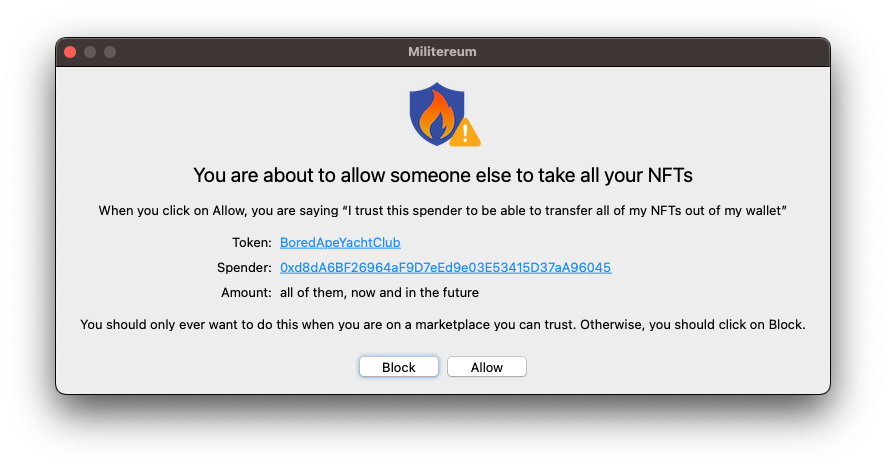 Militereum
You are about to allow someone else to take all your NFTs
When you click on Allow, you are saying “I trust this spender to be able to transfer all of my NFTs out of my wallet”
Token: BoredApeYachtClub
Spender: 0xd8dA6BF26964aF9D7eEd9e03E53415D37aA96045
Amount: all of them, now and in the future
You should only ever want to do this when you are on a marketplace you can trust. Otherwise, you should click on Block.
Block Allow